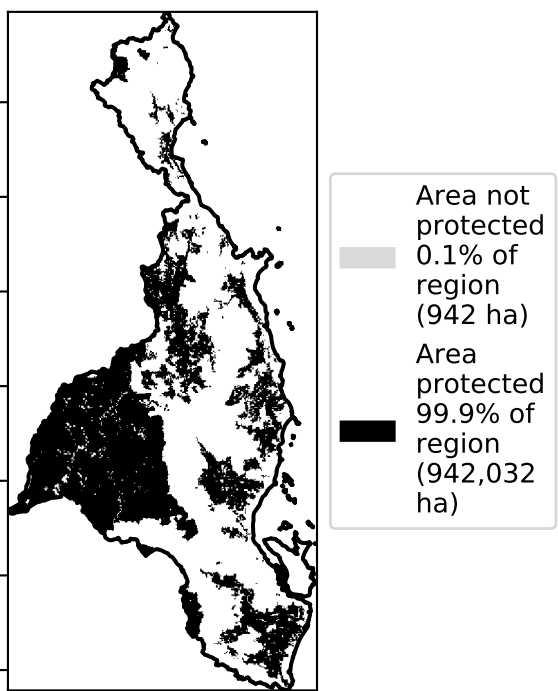 Area not
protected
0.1% of
region
(942 ha)
Area
protected
99.9% of
region
(942,032
ha)